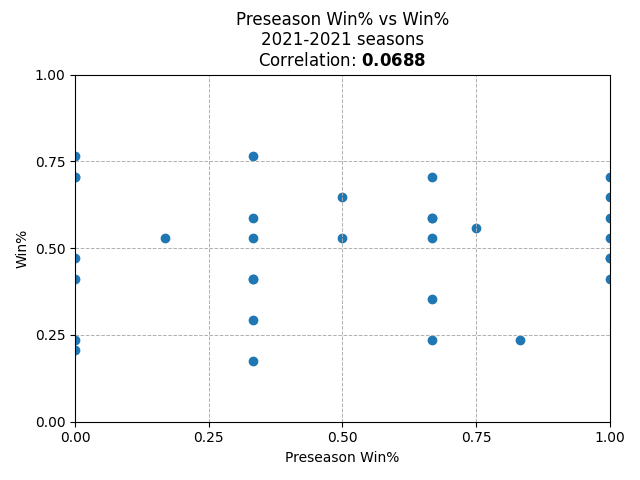 Preseason Win% vs Win%
2021-2021 seasons
Correlation: 0.0688
1.00
0.75
0.50
0.25
0.00
Win%
0.00 0.25 0.50 0.75 1.00
Preseason Win%